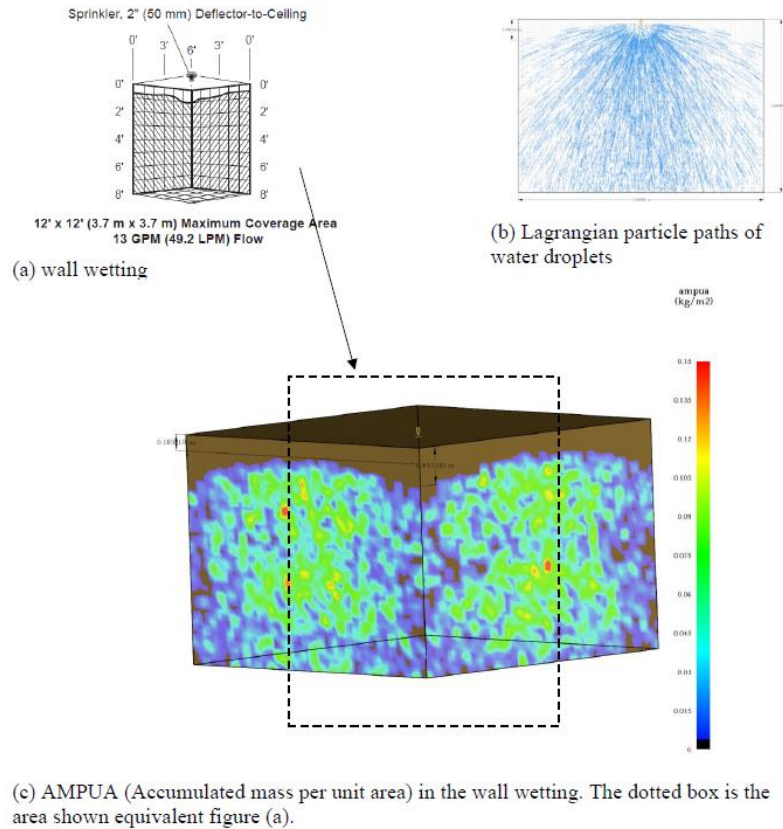 Sprinkler, 2" (50 mm) Deflector-to-Ceiling
0' 3' 6' 3' 0'
0' 0'
2' 2'
4' 4'
6' 6'
8' 8'
12' x 12' (3.7 m x 3.7 m) Maximum Coverage Area
13 GPM (49.2 LPM) Flow
(a) wall wetting
(b) Lagrangian particle paths of
water droplets
ampua
(kg/m2)
0.15
0.135
0.12
0.105
0.09
0.075
0.06
0.045
0.03
0.015
0
(c) AMPUA (Accumulated mass per unit area) in the wall wetting. The dotted box is the
area shown equivalent figure (a).